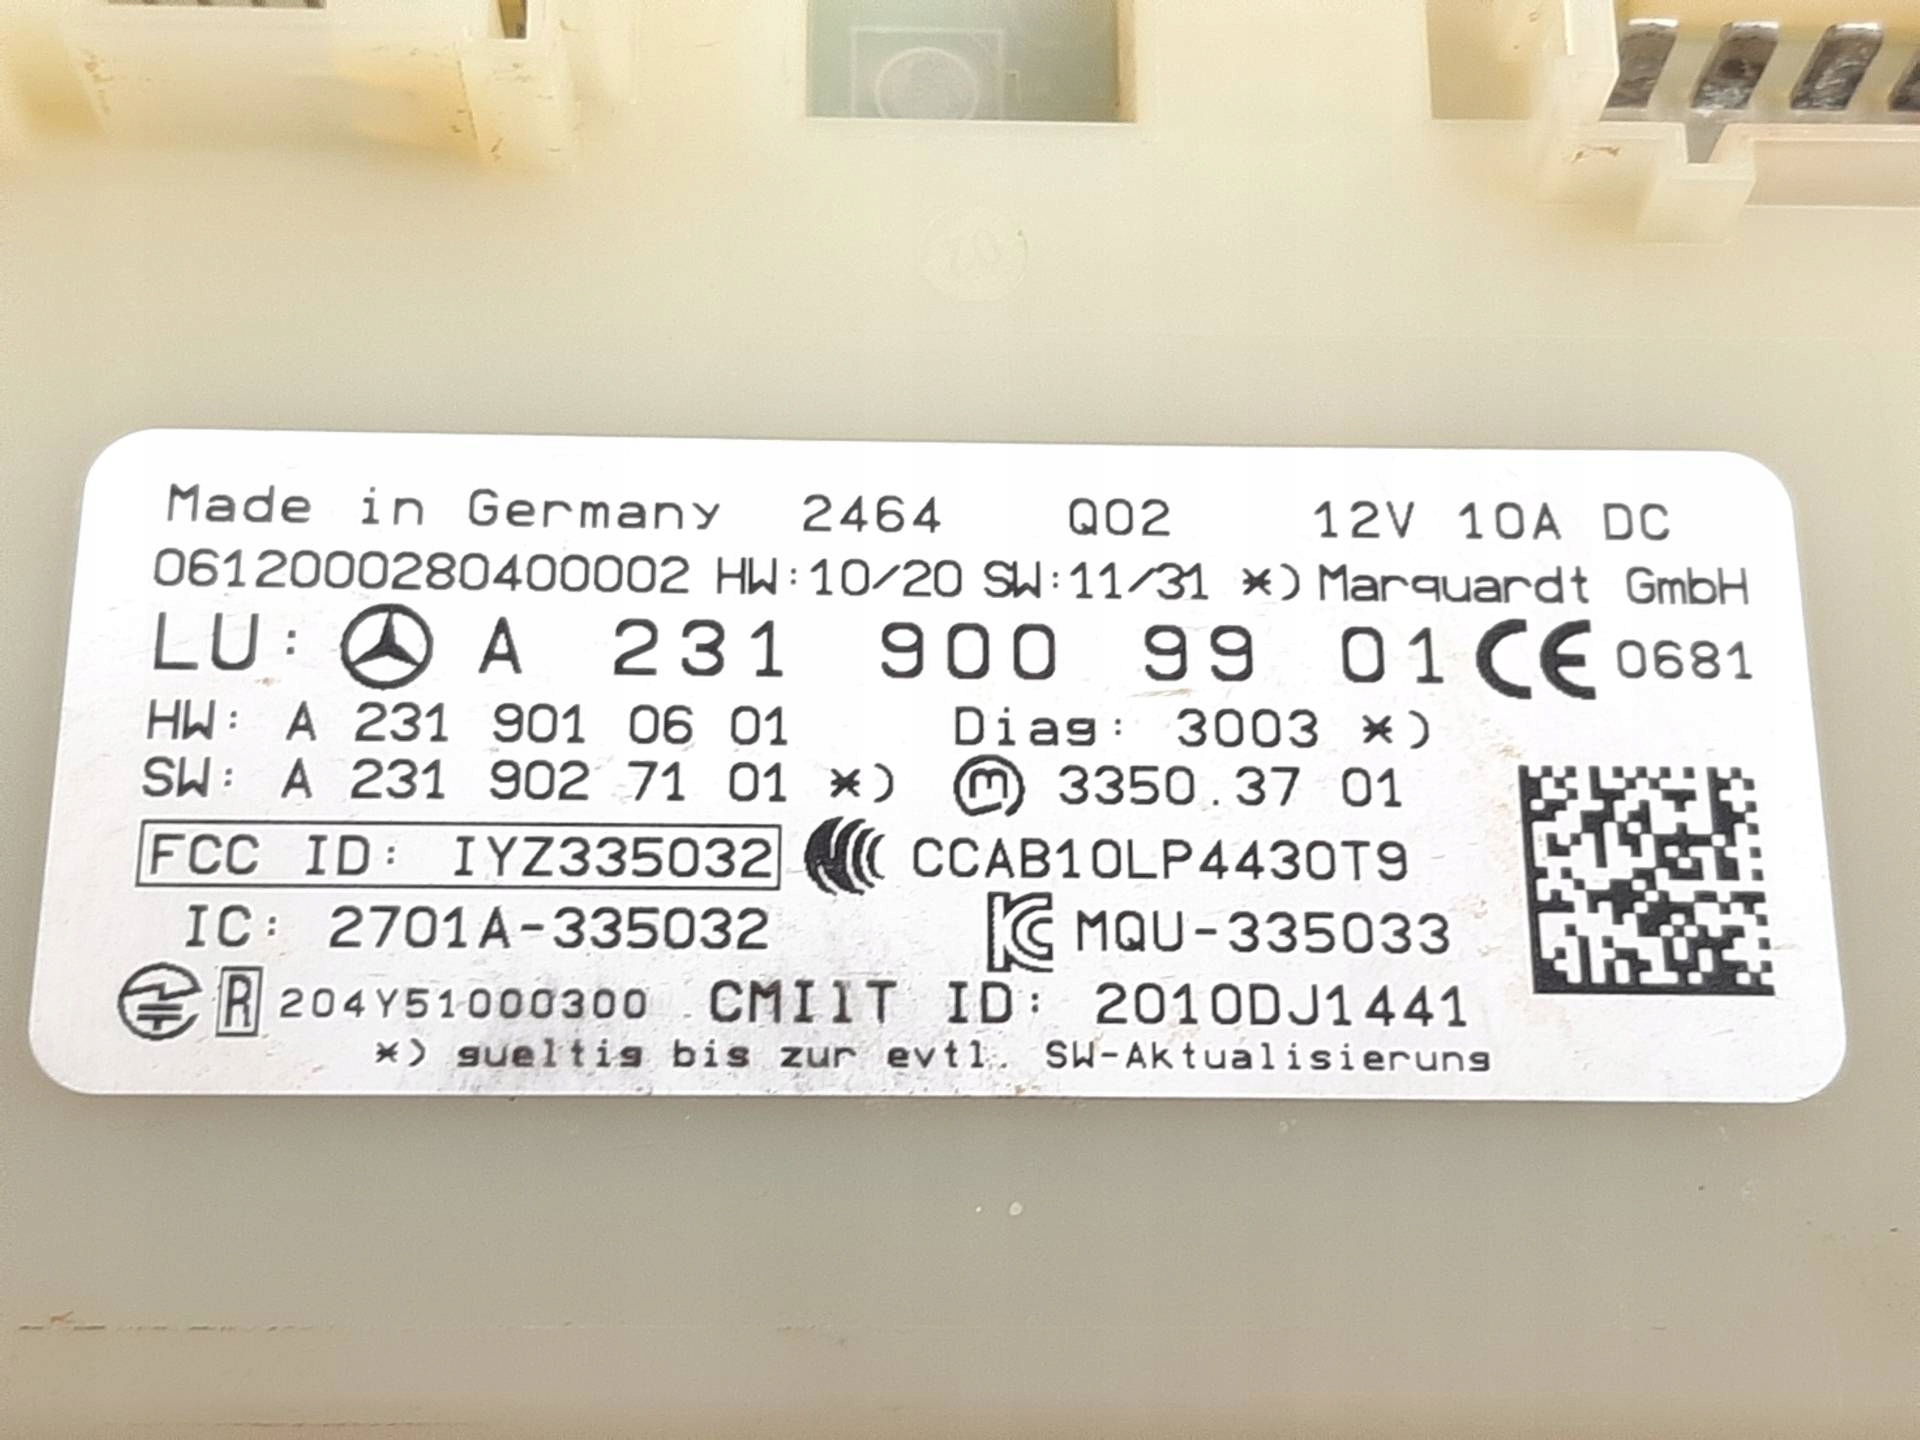 Made in Germany 2464 Q02 12V 10A DC
0612000280400002 HW:10/20 SW:11/31 *) Marquardt GmbH
LU: A 231 900 99 01 CE 0681
HW: A 231 901 06 01 Diag: 3003 *)
SW: A 231 902 71 01 *) m 3350.37 01
FCC ID: IYZ335032 CCAB10LP4430T9
IC: 2701A-335032 KC MQU-335033
R 204Y51000300 CMIIT ID: 2010DJ1441
*) gueltig bis zur evtl. SW-Aktualisierung